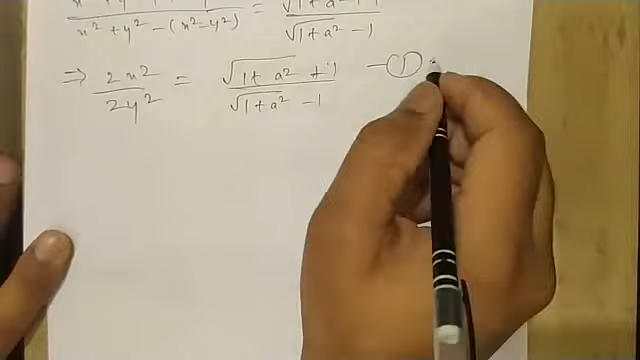 x² + y² − (x² − y²) = √1+a² − 1
⇒ 2x² / 2y² = √1+a² + 1 / √1+a² − 1 — ①